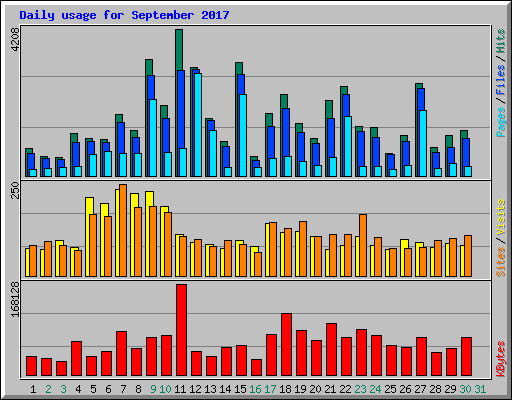 Daily usage for September 2017
4208
250
168128
Pages / Files / Hits
Sites / Visits
KBytes
1 2 3 4 5 6 7 8 9 10 11 12 13 14 15 16 17 18 19 20 21 22 23 24 25 26 27 28 29 30 31